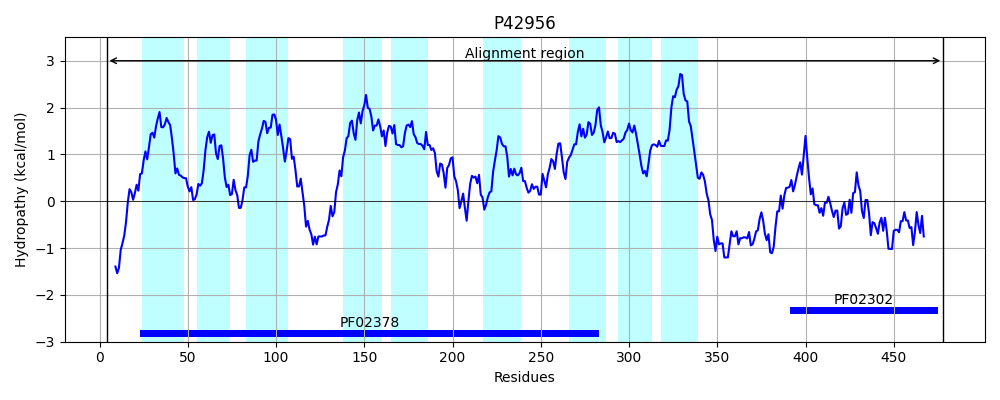 P42956
Alignment region
Hydropathy (kcal/mol)
3
2
1
0
−1
−2
−3
PF02302
PF02378
0 50 100 150 200 250 300 350 400 450
Residues